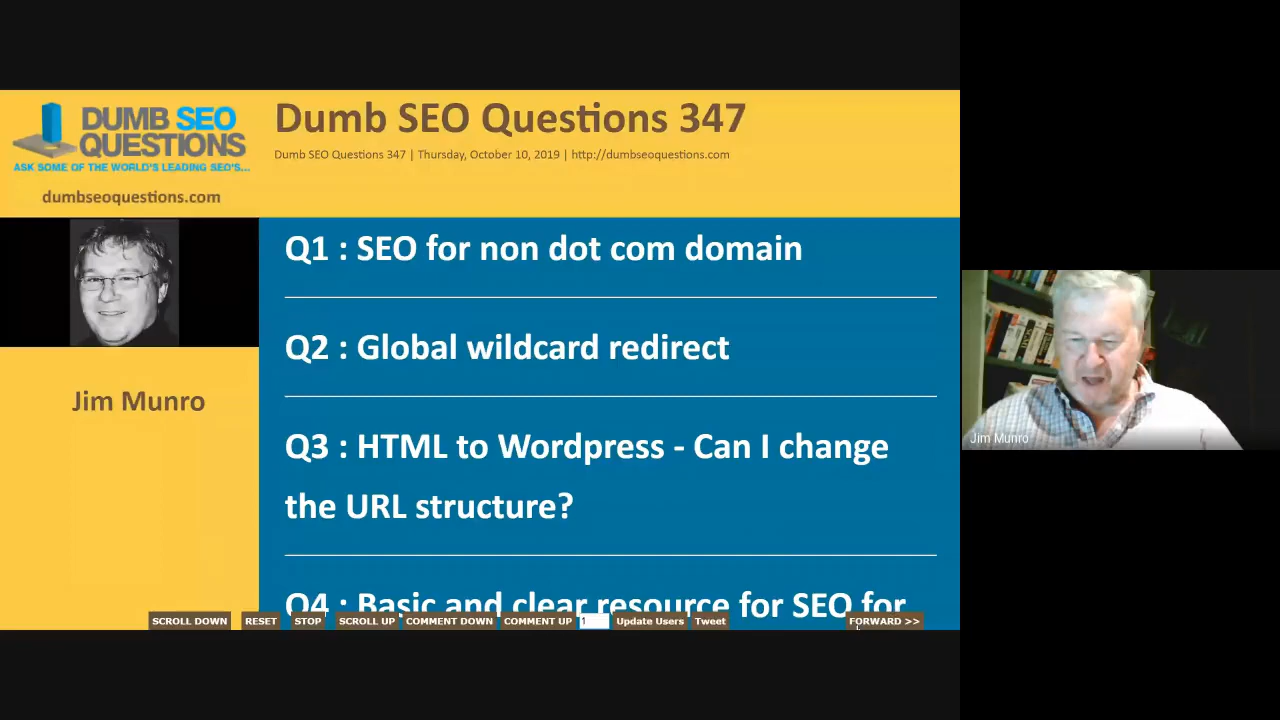 DUMB SEO
QUESTIONS
ASK SOME OF THE WORLD'S LEADING SEO'S...
dumbseoquestions.com
Dumb SEO Questions 347
Dumb SEO Questions 347 | Thursday, October 10, 2019 | http://dumbseoquestions.com
Jim Munro
Q1 : SEO for non dot com domain
Q2 : Global wildcard redirect
Q3 : HTML to Wordpress - Can I change
the URL structure?
Q4 : Basic and clear resource for SEO for
SCROLL DOWN RESET STOP SCROLL UP COMMENT DOWN COMMENT UP 1 Update Users Tweet FORWARD >>
Jim Munro